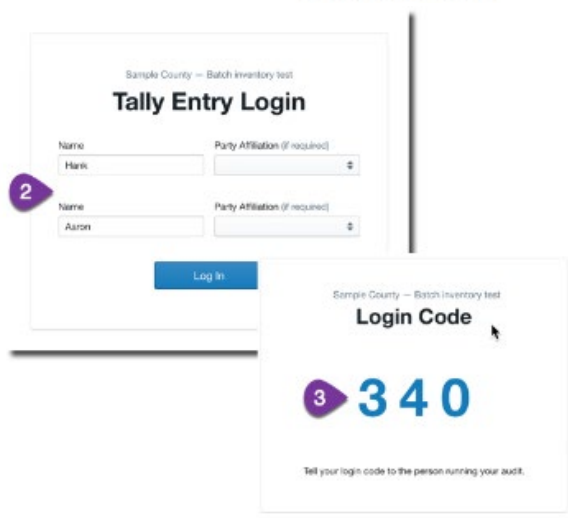 Sample County — Batch inventory test
Tally Entry Login
Name Party Affiliation (if required)
Hank
2
Name Party Affiliation (if required)
Aaron
Log In
Sample County — Batch inventory test
Login Code
3 3 4 0
Tell your login code to the person running your audit.